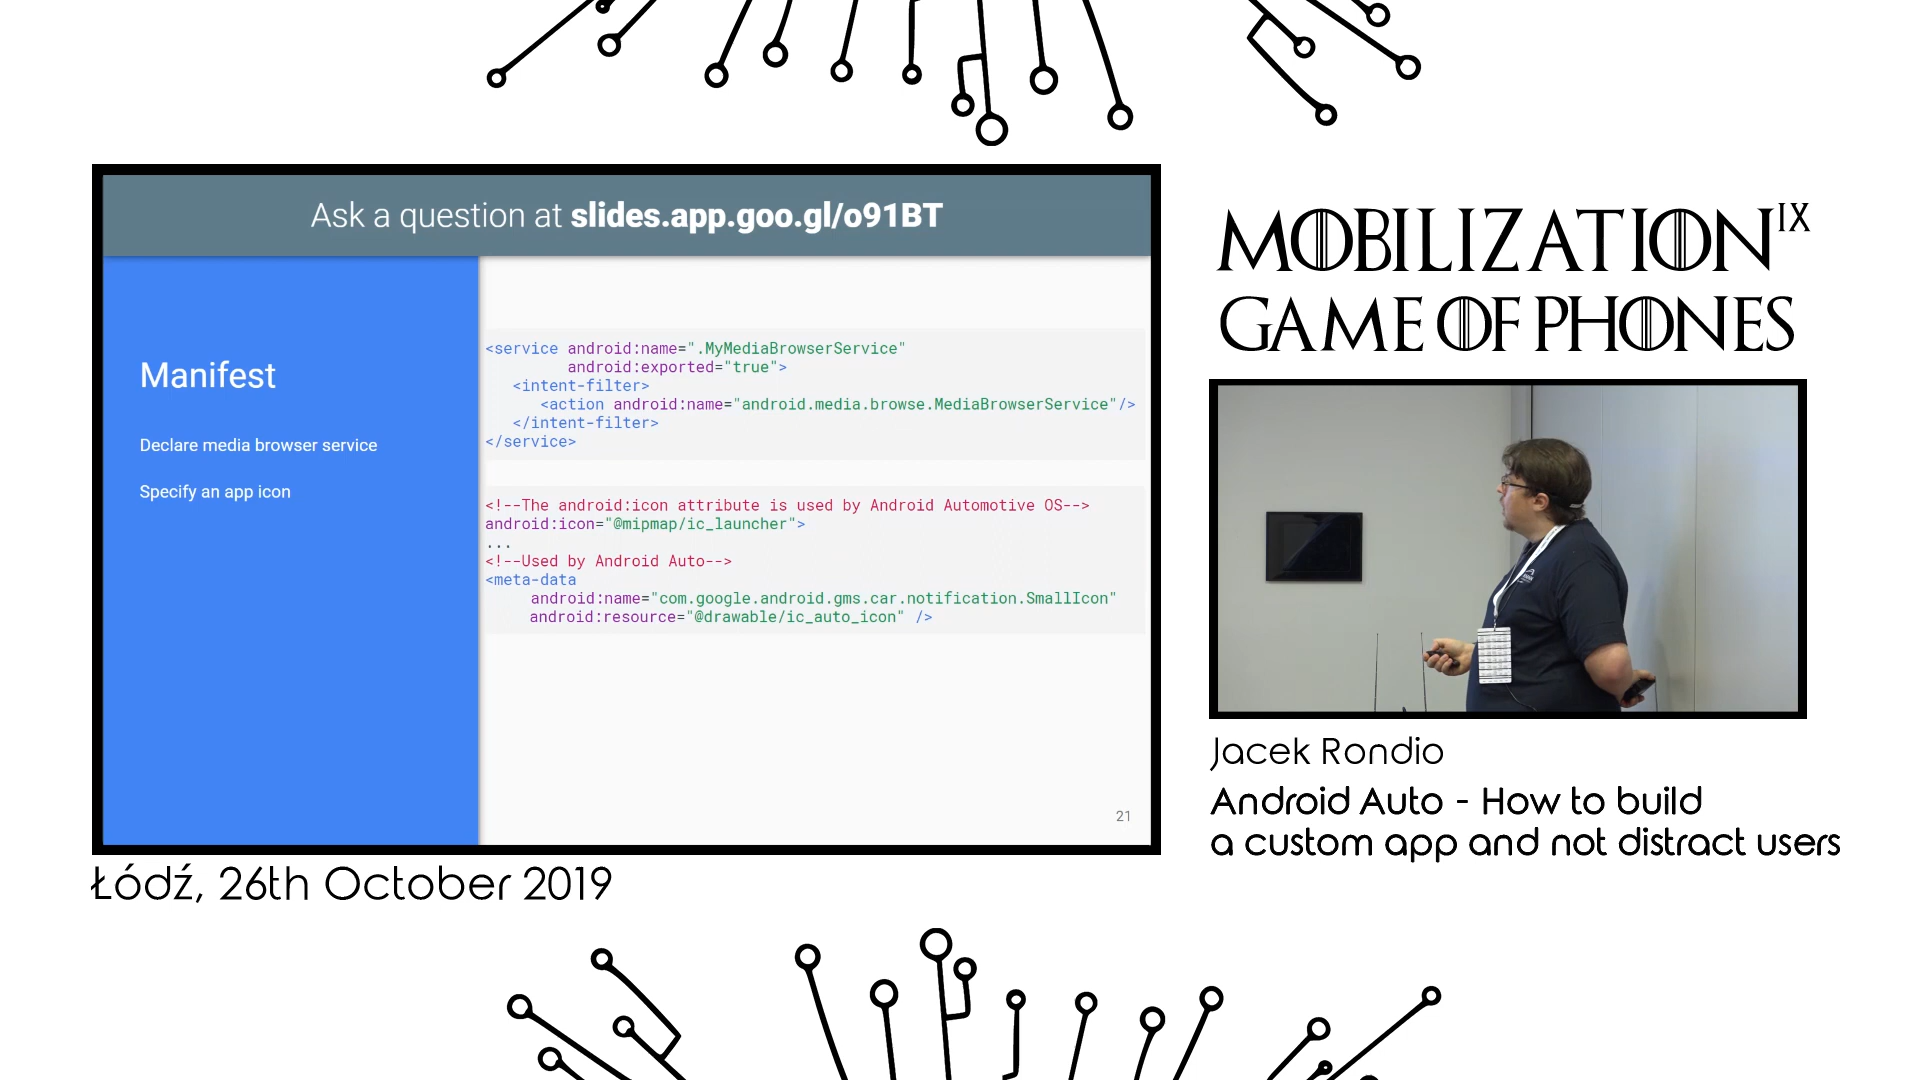 Ask a question at slides.app.goo.gl/o91BT
Manifest
Declare media browser service
Specify an app icon
<service android:name=".MyMediaBrowserService"
android:exported="true">
<intent-filter>
<action android:name="android.media.browse.MediaBrowserService"/>
</intent-filter>
</service>
<!--The android:icon attribute is used by Android Automotive OS-->
android:icon="@mipmap/ic_launcher">
...
<!--Used by Android Auto-->
<meta-data
android:name="com.google.android.gms.car.notification.SmallIcon"
android:resource="@drawable/ic_auto_icon" />
21
Łódź, 26th October 2019
MOBILIZATION IX
GAME OF PHONES
Jacek Rondio
Android Auto - How to build
a custom app and not distract users